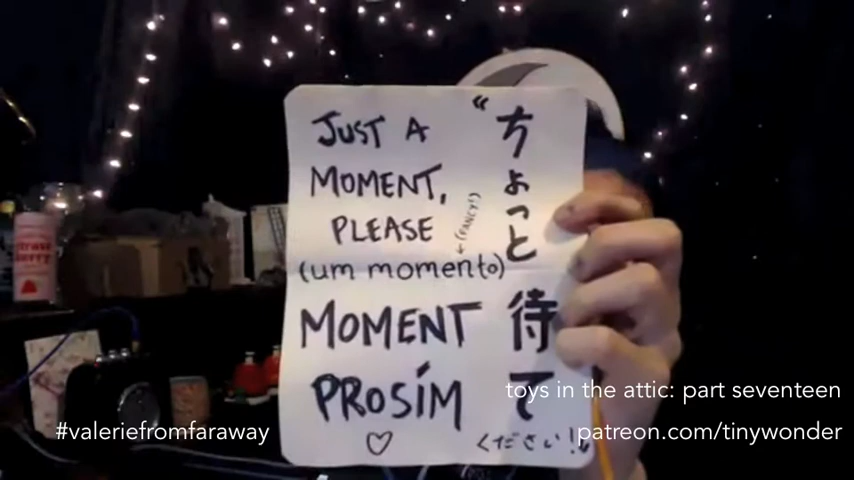 JUST A
MOMENT,
PLEASE
← (FANCY!)
(um momento)
MOMENT
PROSÍM
♡
“ちょっと待て
ください!
toys in the attic: part seventeen
#valeriefromfaraway
patreon.com/tinywonder